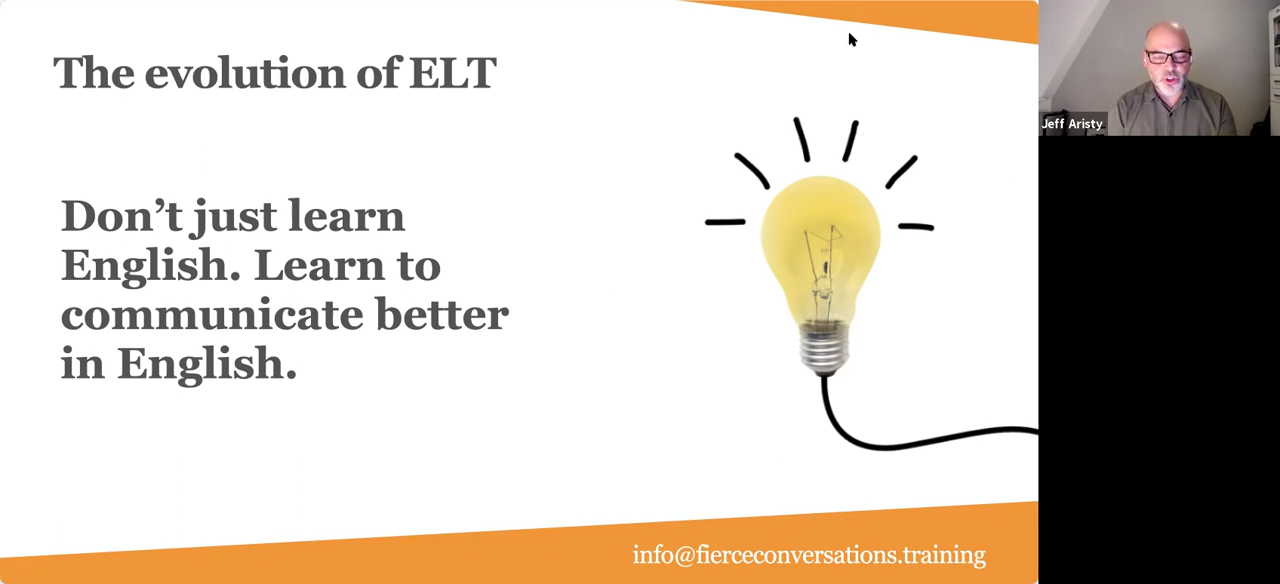 The evolution of ELT
Don’t just learn
English. Learn to
communicate better
in English.
info@fierceconversations.training
Jeff Aristy